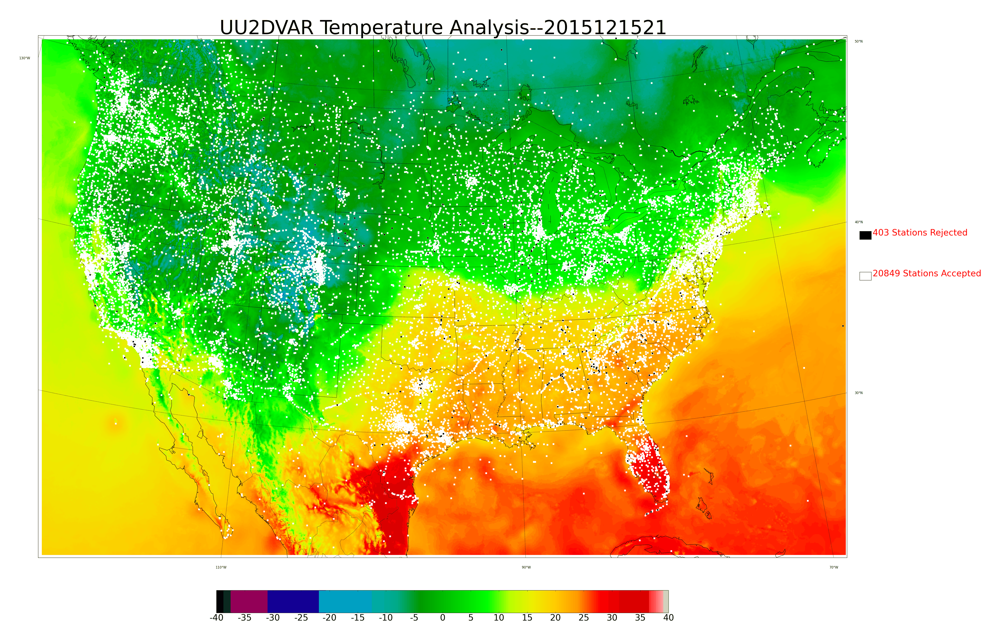 UU2DVAR Temperature Analysis--2015121521
50°N
130°W
40°N
403 Stations Rejected
20849 Stations Accepted
30°N
110°W
90°W
70°W
-40 -35 -30 -25 -20 -15 -10 -5 0 5 10 15 20 25 30 35 40